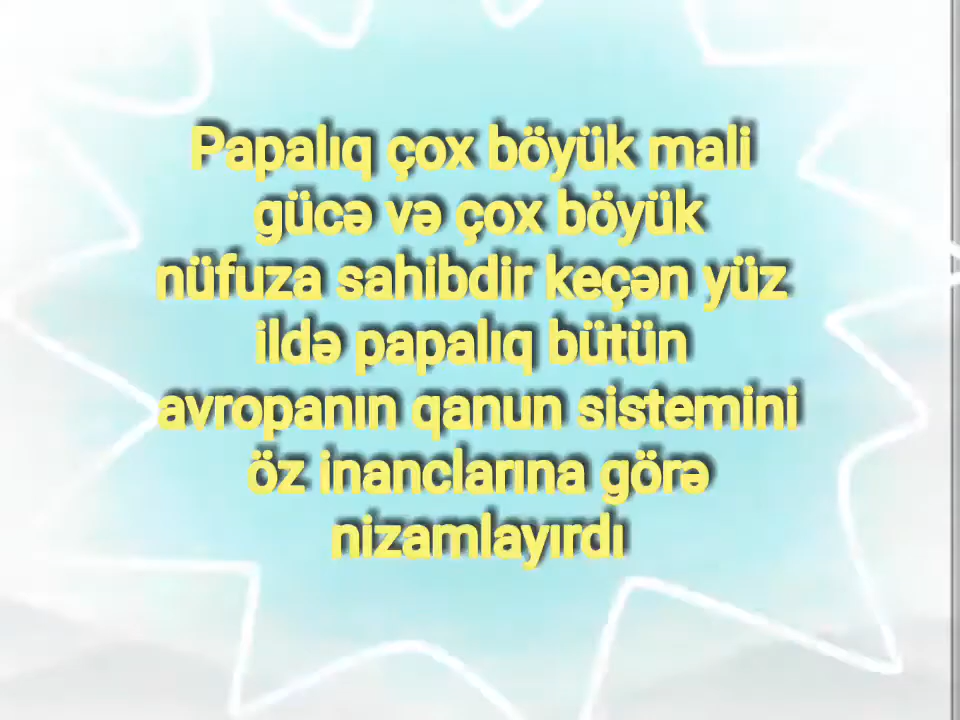 Papalıq çox böyük mali
gücə və çox böyük
nüfuza sahibdir keçən yüz
ildə papalıq bütün
avropanın qanun sistemini
öz inanclarına görə
nizamlayırdı